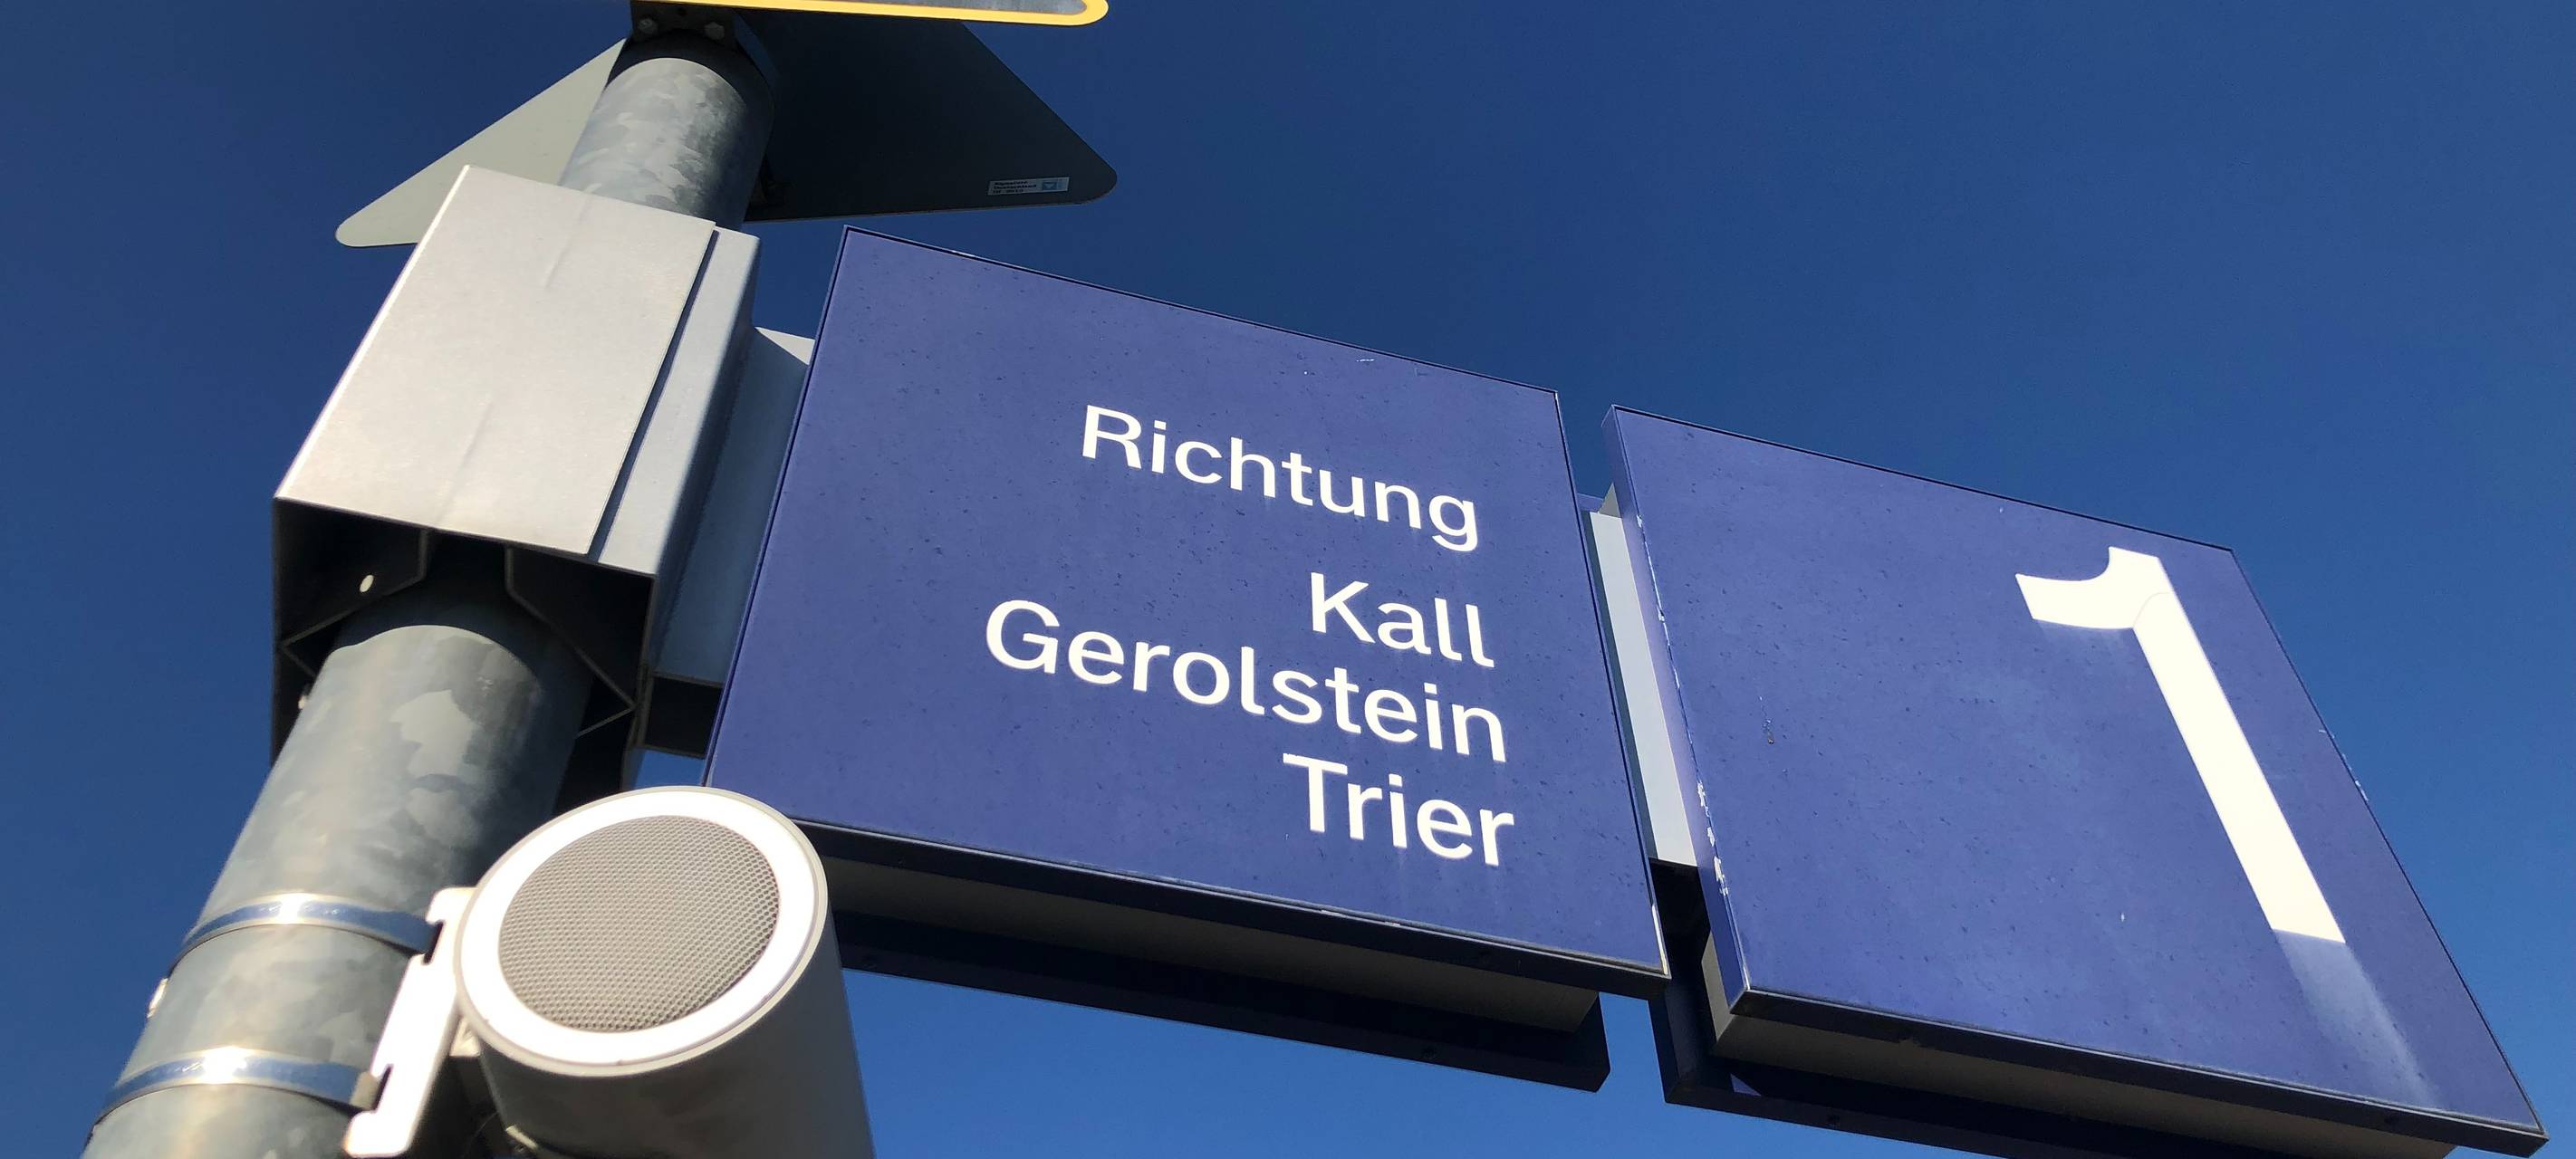 Richtung
Kall
Gerolstein
Trier
1